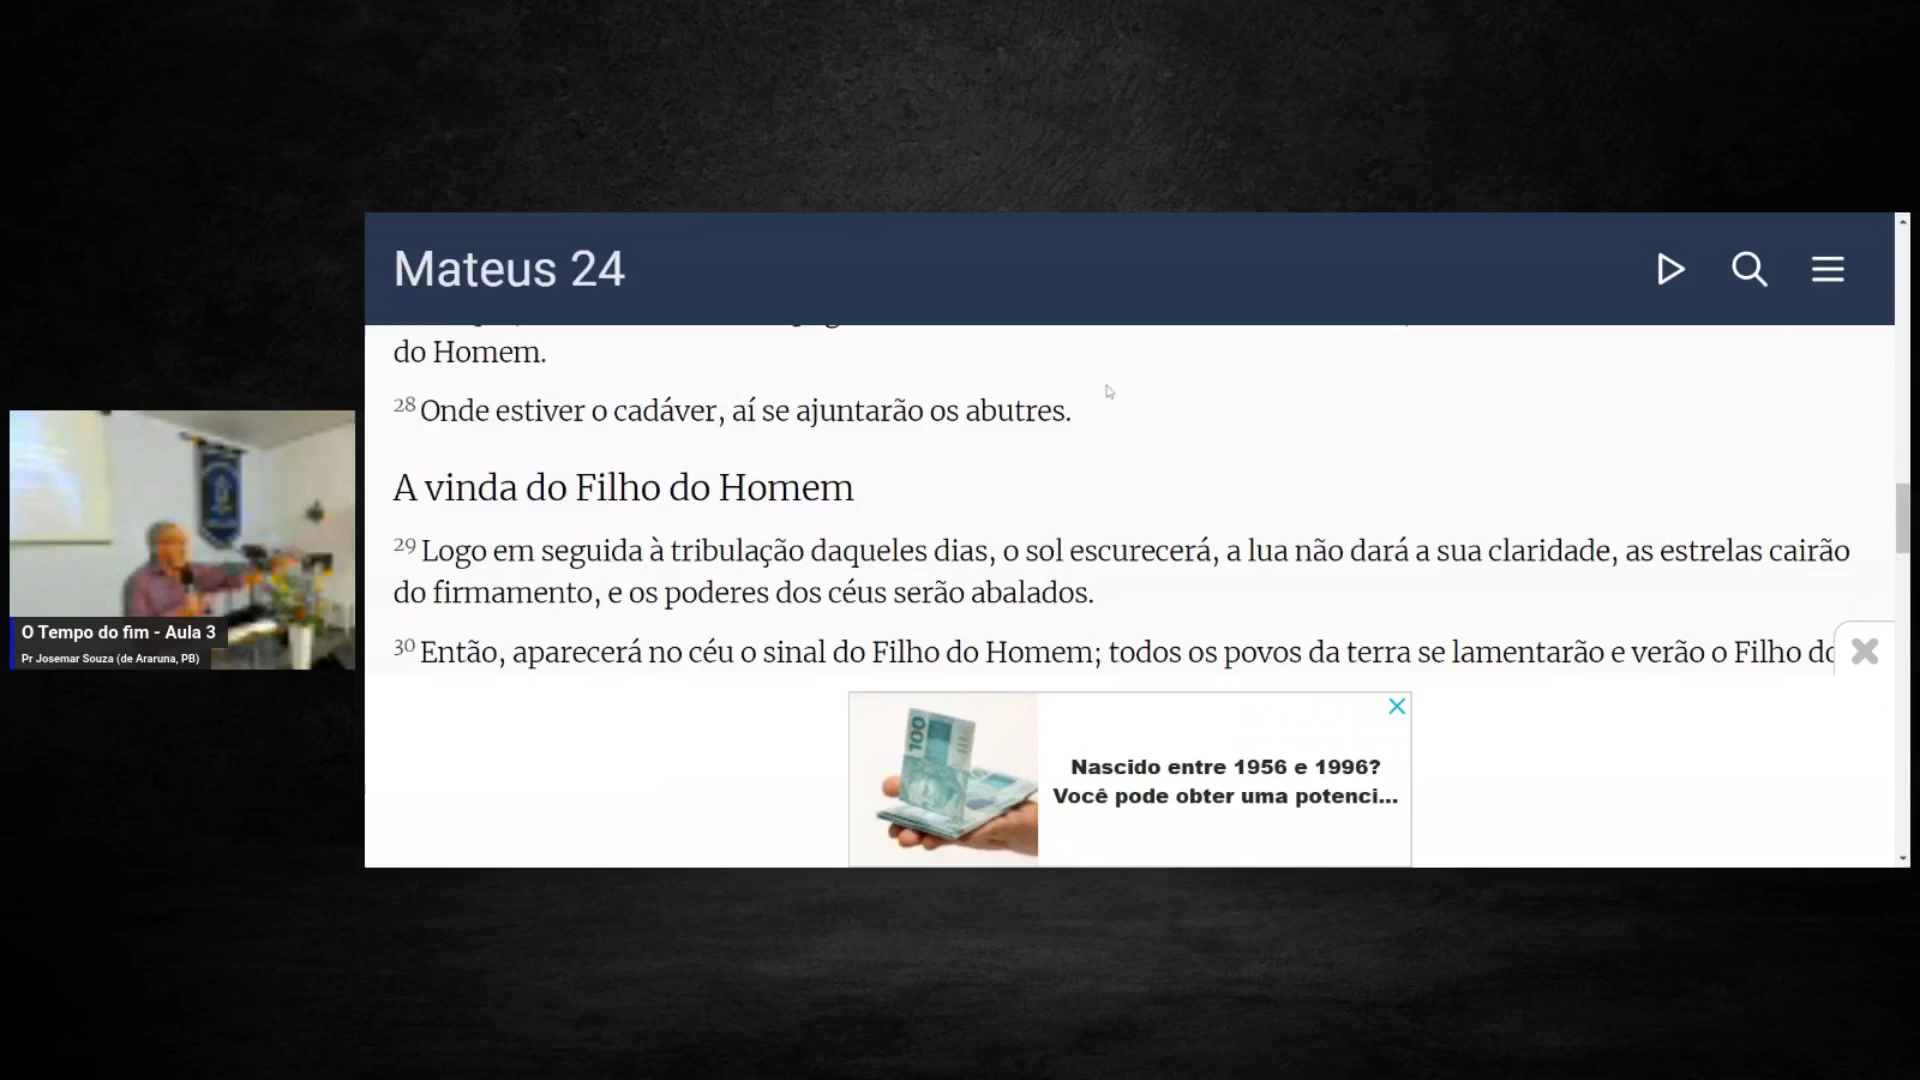 Mateus 24
do Homem.
28 Onde estiver o cadáver, aí se ajuntarão os abutres.
A vinda do Filho do Homem
29 Logo em seguida à tribulação daqueles dias, o sol escurecerá, a lua não dará a sua claridade, as estrelas cairão
do firmamento, e os poderes dos céus serão abalados.
30 Então, aparecerá no céu o sinal do Filho do Homem; todos os povos da terra se lamentarão e verão o Filho do
O Tempo do fim - Aula 3
Pr Josemar Souza (de Araruna, PB)
100
Nascido entre 1956 e 1996?
Você pode obter uma potenci...